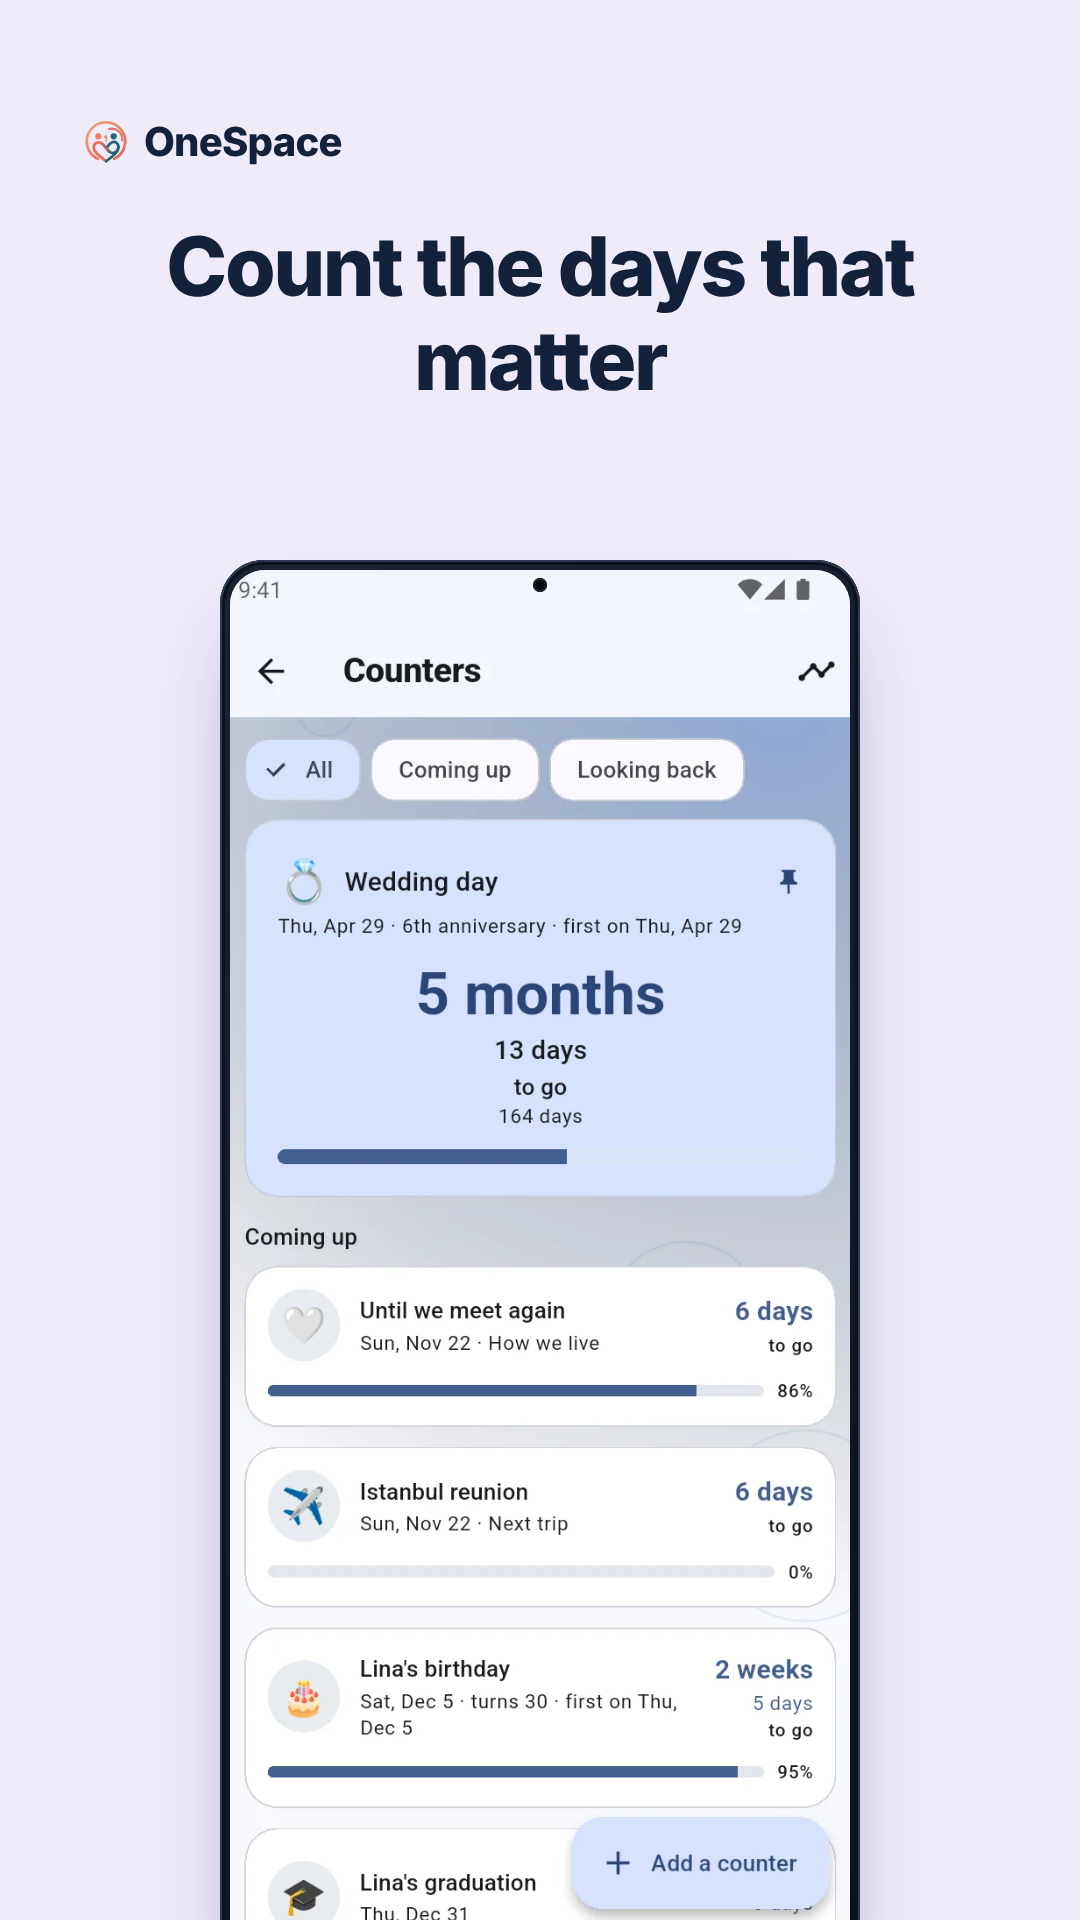 OneSpace
Count the days that
matter
9:41
Counters
All
Coming up
Looking back
Wedding day
Thu, Apr 29 · 6th anniversary · first on Thu, Apr 29
5 months
13 days
to go
164 days
Coming up
Until we meet again
6 days
Sun, Nov 22 · How we live
to go
86%
Istanbul reunion
6 days
Sun, Nov 22 · Next trip
to go
0%
Lina's birthday
2 weeks
Sat, Dec 5 · turns 30 · first on Thu,
5 days
Dec 5
to go
95%
Add a counter
Lina's graduation
Thu, Dec 31